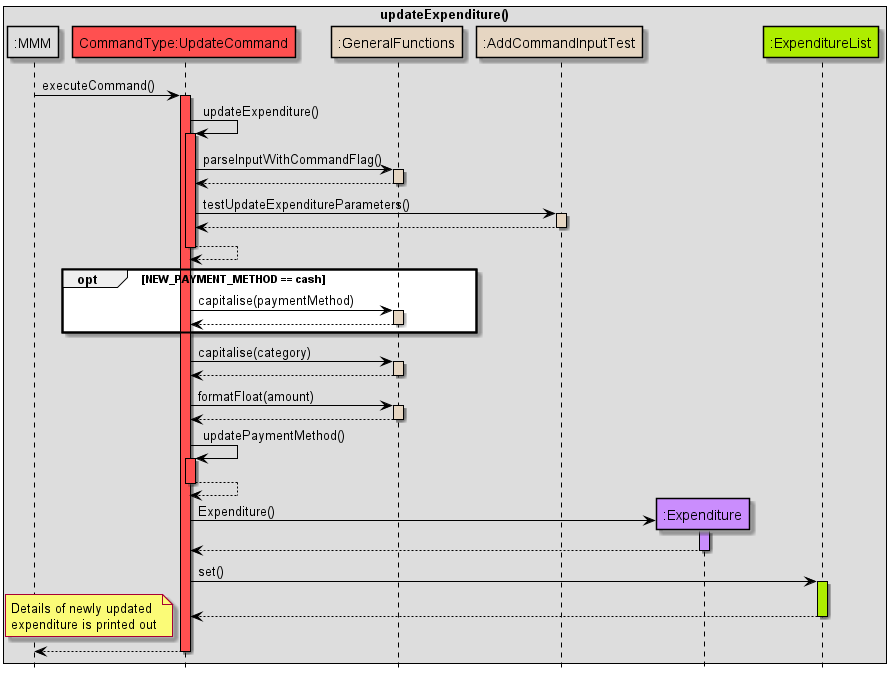 updateExpenditure()
:MMM
CommandType:UpdateCommand
:GeneralFunctions
:AddCommandInputTest
:ExpenditureList
executeCommand()
updateExpenditure()
parseInputWithCommandFlag()
testUpdateExpenditureParameters()
opt
[NEW_PAYMENT_METHOD == cash]
capitalise(paymentMethod)
capitalise(category)
formatFloat(amount)
updatePaymentMethod()
Expenditure()
:Expenditure
set()
Details of newly updated
expenditure is printed out